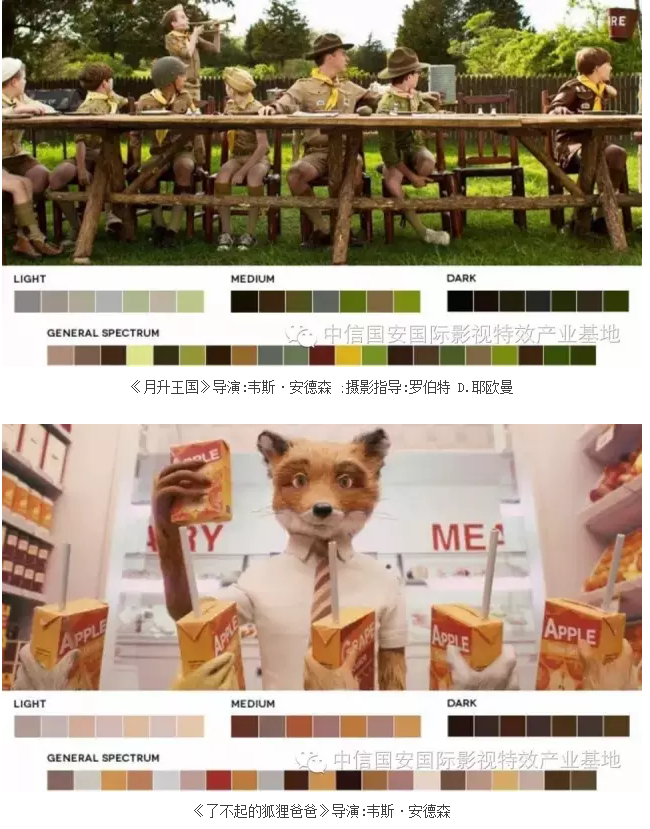 FIRE
LIGHT
MEDIUM
DARK
GENERAL SPECTRUM
中信国安国际影视特效产业基地
《月升王国》导演:韦斯·安德森 ;摄影指导:罗伯特 D.耶欧曼
APPLE
MEA
APPLE
APPLE
GRAPE
APPLE
APPLE
LIGHT
MEDIUM
DARK
GENERAL SPECTRUM
中信国安国际影视特效产业基地
《了不起的狐狸爸爸》导演:韦斯·安德森